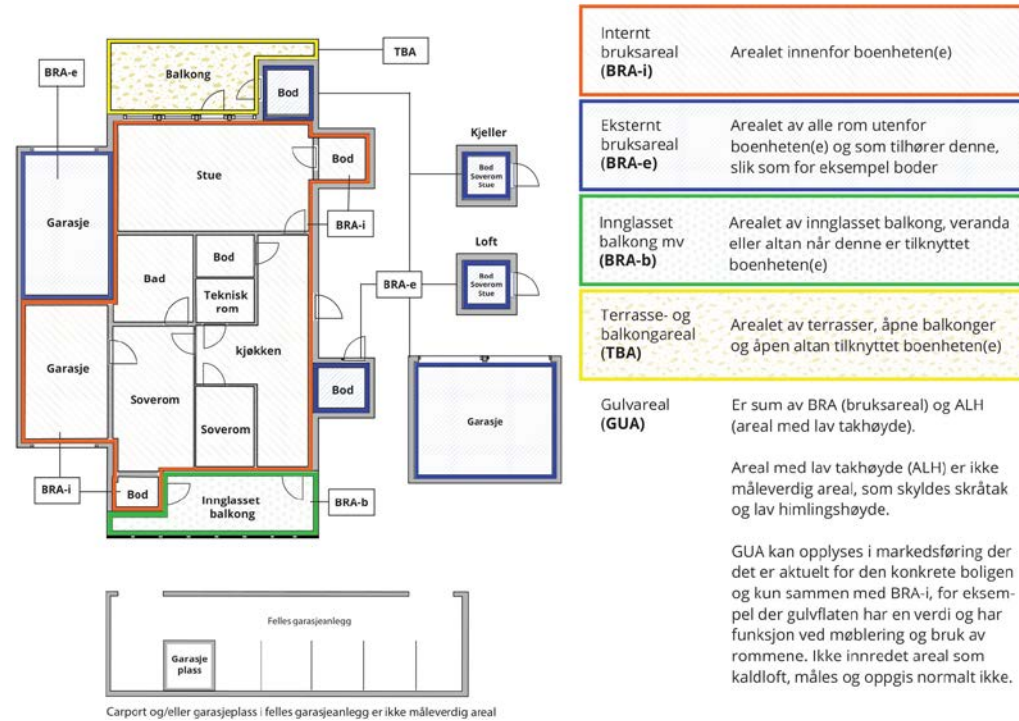 TBA
BRA-e
Balkong
Bod
Kjeller
Bod
Soverom
Stue
Stue
Bod
BRA-i
Garasje
Loft
Bod
Soverom
Stue
Bad
Bod
Teknisk
rom
BRA-e
kjøkken
Garasje
Soverom
Bod
Soverom
Garasje
BRA-i
Bod
Innglasset
balkong
BRA-b
Felles garasjeanlegg
Garasje
plass
Carport og/eller garasjeplass i felles garasjeanlegg er ikke måleverdig areal
Internt
bruksareal
(BRA-i)
Arealet innenfor boenheten(e)
Eksternt
bruksareal
(BRA-e)
Arealet av alle rom utenfor
boenheten(e) og som tilhører denne,
slik som for eksempel boder
Innglasset
balkong mv
(BRA-b)
Arealet av innglasset balkong, veranda
eller altan når denne er tilknyttet
boenheten(e)
Terrasse- og
balkongareal
(TBA)
Arealet av terrasser, åpne balkonger
og åpen altan tilknyttet boenheten(e)
Gulvareal
(GUA)
Er sum av BRA (bruksareal) og ALH
(areal med lav takhøyde).
Areal med lav takhøyde (ALH) er ikke
måleverdig areal, som skyldes skråtak
og lav himlingshøyde.
GUA kan opplyses i markedsføring der
det er aktuelt for den konkrete boligen
og kun sammen med BRA-i, for eksem-
pel der gulvflaten har en verdi og har
funksjon ved møblering og bruk av
rommene. Ikke innredet areal som
kaldloft, måles og oppgis normalt ikke.